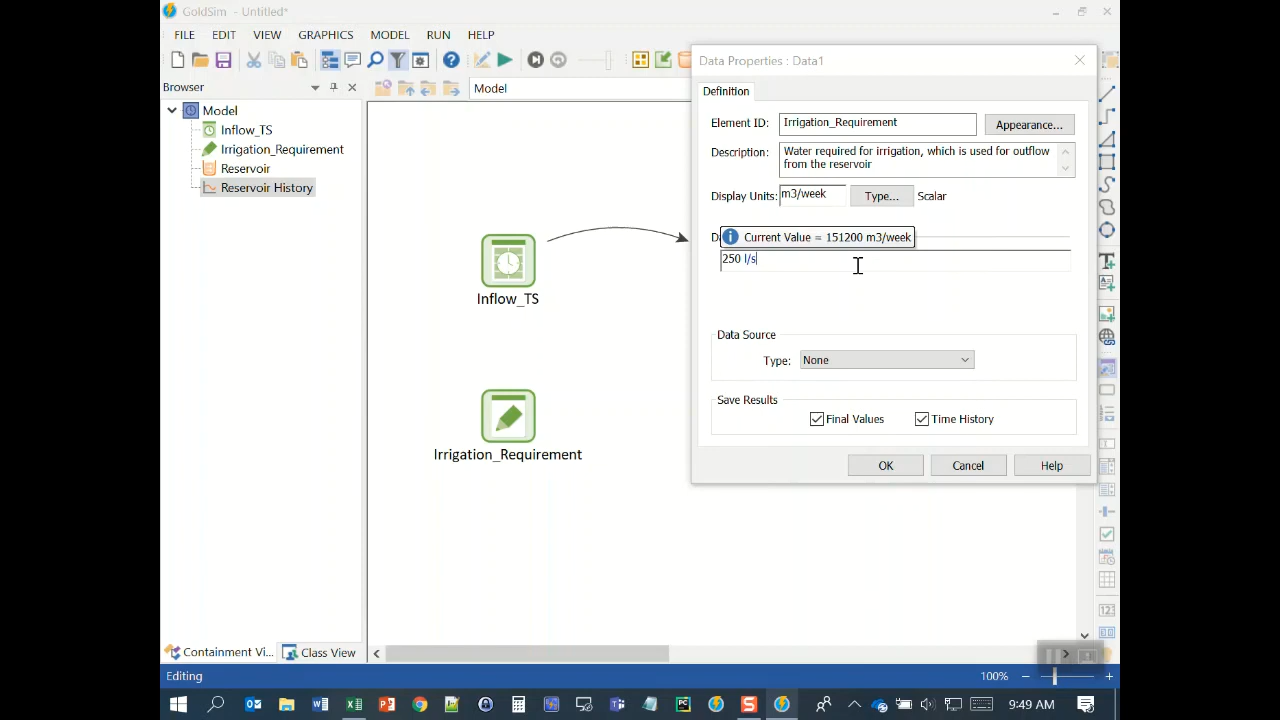 GoldSim - Untitled*
FILE EDIT VIEW GRAPHICS MODEL RUN HELP
Browser
Model
Model
Inflow_TS
Irrigation_Requirement
Reservoir
Reservoir History
Inflow_TS
Irrigation_Requirement
Data Properties : Data1
Definition
Element ID: Irrigation_Requirement Appearance...
Description: Water required for irrigation, which is used for outflow
from the reservoir
Display Units: m3/week Type... Scalar
D
Current Value = 151200 m3/week
250 l/s
Data Source
Type: None
Save Results
Final Values Time History
OK Cancel Help
Containment Vi... Class View
Editing 100%
9:49 AM